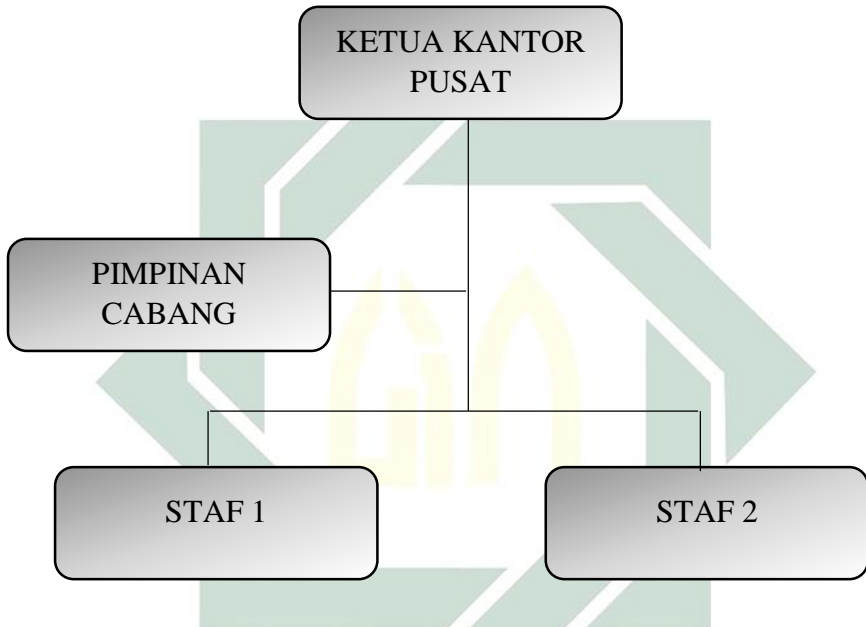 KETUA KANTOR
PUSAT
PIMPINAN
CABANG
STAF 1
STAF 2